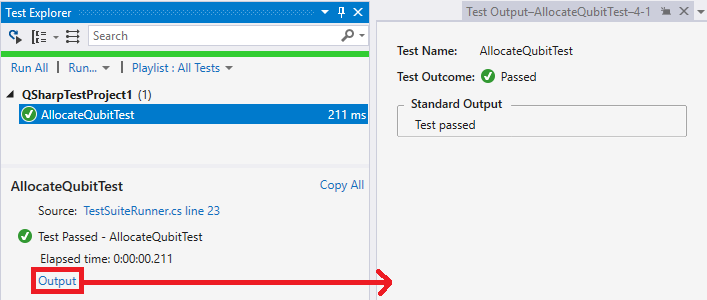 Test Explorer
Search
Run All | Run... | Playlist : All Tests
QSharpTestProject1 (1)
AllocateQubitTest 211 ms
AllocateQubitTest Copy All
Source: TestSuiteRunner.cs line 23
Test Passed - AllocateQubitTest
Elapsed time: 0:00:00.211
Output
Test Output–AllocateQubitTest–4-1
Test Name: AllocateQubitTest
Test Outcome: Passed
Standard Output
Test passed